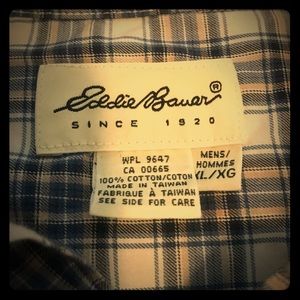 Eddie Bauer®
SINCE 1920
WPL 9647
CA 00665
100% COTTON/COTON
MADE IN TAIWAN
FABRIQUE À TAIWAN
SEE SIDE FOR CARE
MENS/
HOMMES
XL/XG